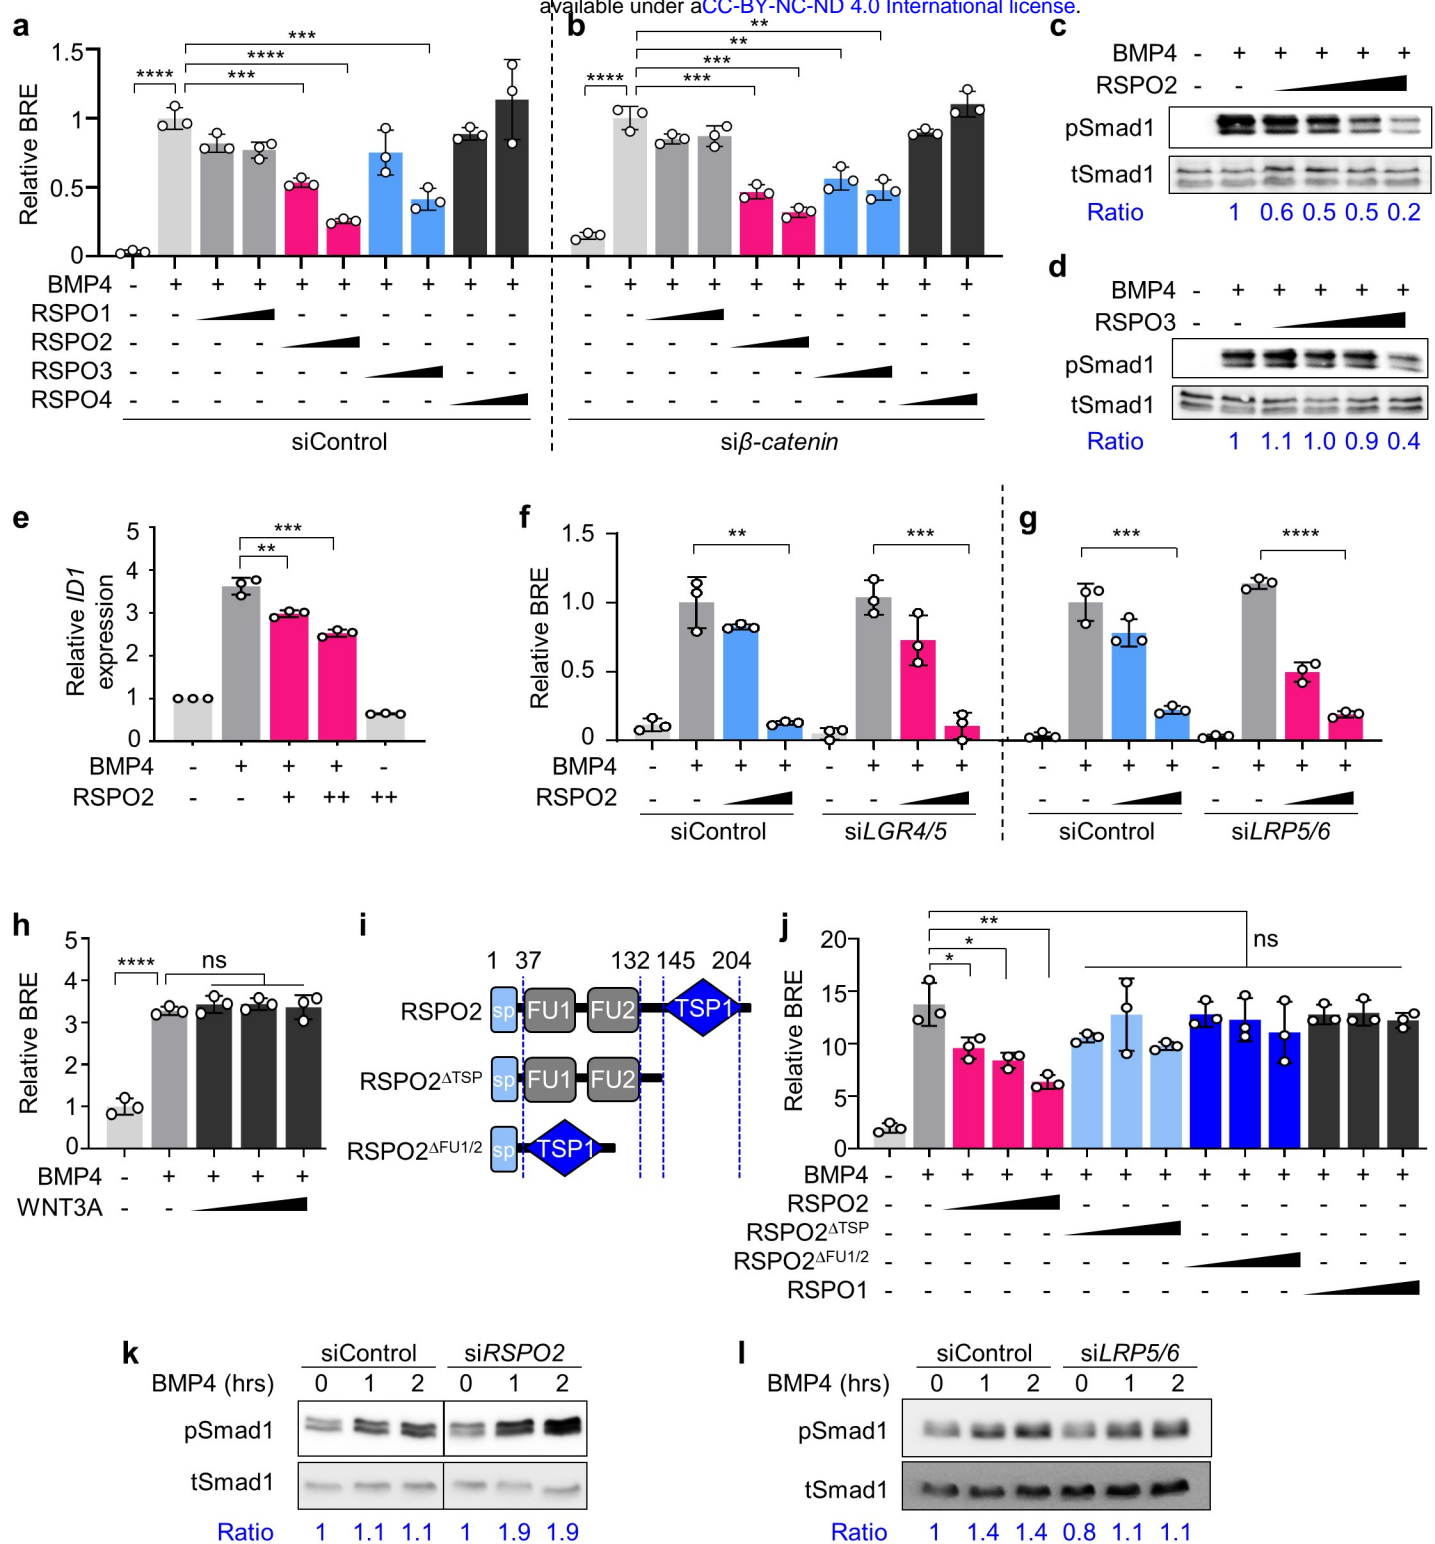 available under aCC-BY-NC-ND 4.0 International license.
a
Relative BRE
1.5
1
0.5
0
****
***
****
***
BMP4 - + + + + + + + + +
RSPO1 - - - - - - - -
RSPO2 - - - - - - - -
RSPO3 - - - - - - - -
RSPO4 - - - - - - - -
siControl
b
****
***
***
**
**
- + + + + + + + + +
- - - - - - - -
- - - - - - - -
- - - - - - - -
- - - - - - - -
siβ-catenin
c
BMP4 - + + + + +
RSPO2 - -
pSmad1
tSmad1
Ratio 1 0.6 0.5 0.5 0.2
d
BMP4 - + + + + +
RSPO3 - -
pSmad1
tSmad1
Ratio 1 1.1 1.0 0.9 0.4
e
Relative ID1
expression
5
4
3
2
1
0
**
***
BMP4 - + + + -
RSPO2 - - + ++ ++
f
Relative BRE
1.5
1.0
0.5
0
**
***
BMP4 - + + + - + + +
RSPO2 - - - -
siControl siLGR4/5
g
***
****
- + + + - + + +
- - - -
siControl siLRP5/6
h
Relative BRE
5
4
3
2
1
0
****
ns
BMP4 - + + + +
WNT3A - -
i
1 37 132 145 204
RSPO2 sp FU1 FU2 TSP1
RSPO2ΔTSP sp FU1 FU2
RSPO2ΔFU1/2 sp TSP1
j
Relative BRE
20
15
10
5
0
*
*
**
ns
BMP4 - + + + + + + + + + + + + +
RSPO2 - - - - - - - - - - -
RSPO2ΔTSP - - - - - - - - - - -
RSPO2ΔFU1/2 - - - - - - - - - - -
RSPO1 - - - - - - - - - - -
k
siControl siRSPO2
BMP4 (hrs) 0 1 2 0 1 2
pSmad1
tSmad1
Ratio 1 1.1 1.1 1 1.9 1.9
l
siControl siLRP5/6
BMP4 (hrs) 0 1 2 0 1 2
pSmad1
tSmad1
Ratio 1 1.4 1.4 0.8 1.1 1.1